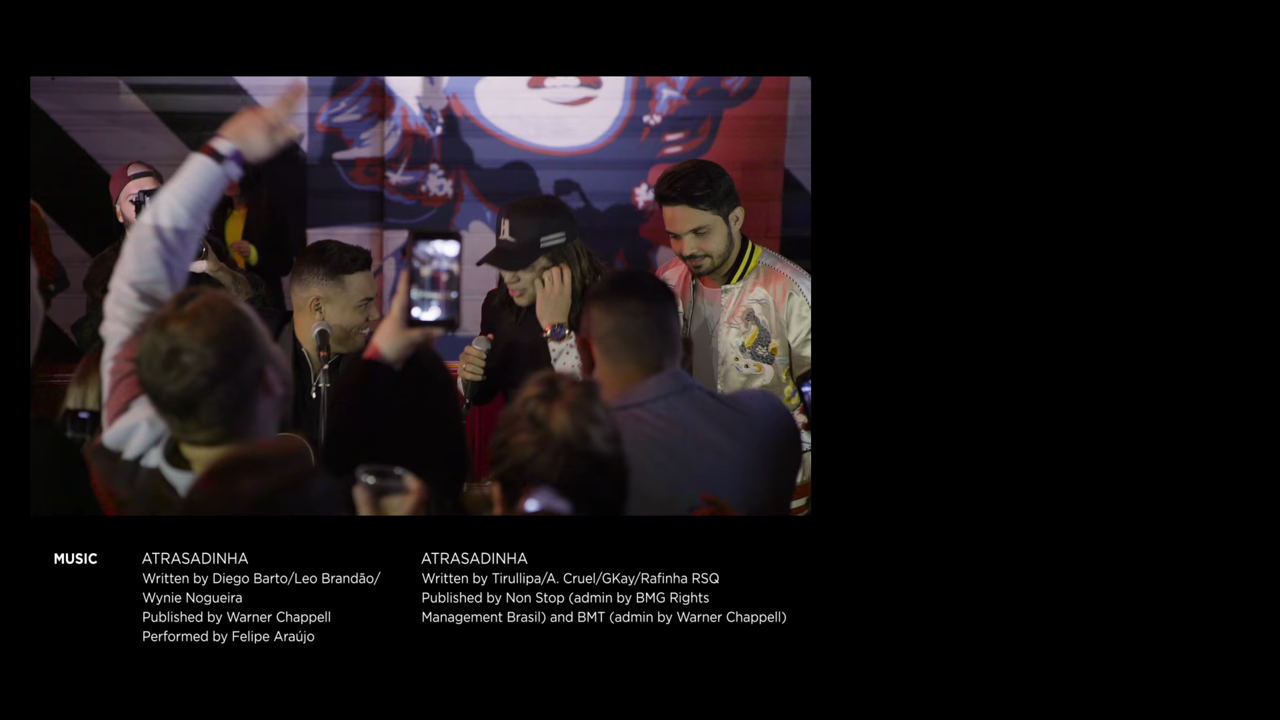 MUSIC
ATRASADINHA
Written by Diego Barto/Leo Brandão/
Wynie Nogueira
Published by Warner Chappell
Performed by Felipe Araújo
ATRASADINHA
Written by Tirullipa/A. Cruel/GKay/Rafinha RSQ
Published by Non Stop (admin by BMG Rights
Management Brasil) and BMT (admin by Warner Chappell)